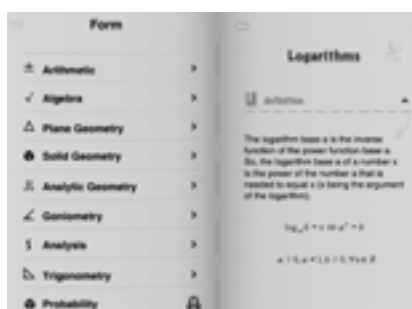 Form
Arithmetic
Algebra
Plane Geometry
Solid Geometry
Analytic Geometry
Goniometry
Analysis
Trigonometry
Probability
Logarithms
definition
The logarithm base a is the inverse
function of the power function base a.
So, the logarithm base a of a number x
is the power of the number a that is
needed to equal x (x being the argument
of the logarithm).